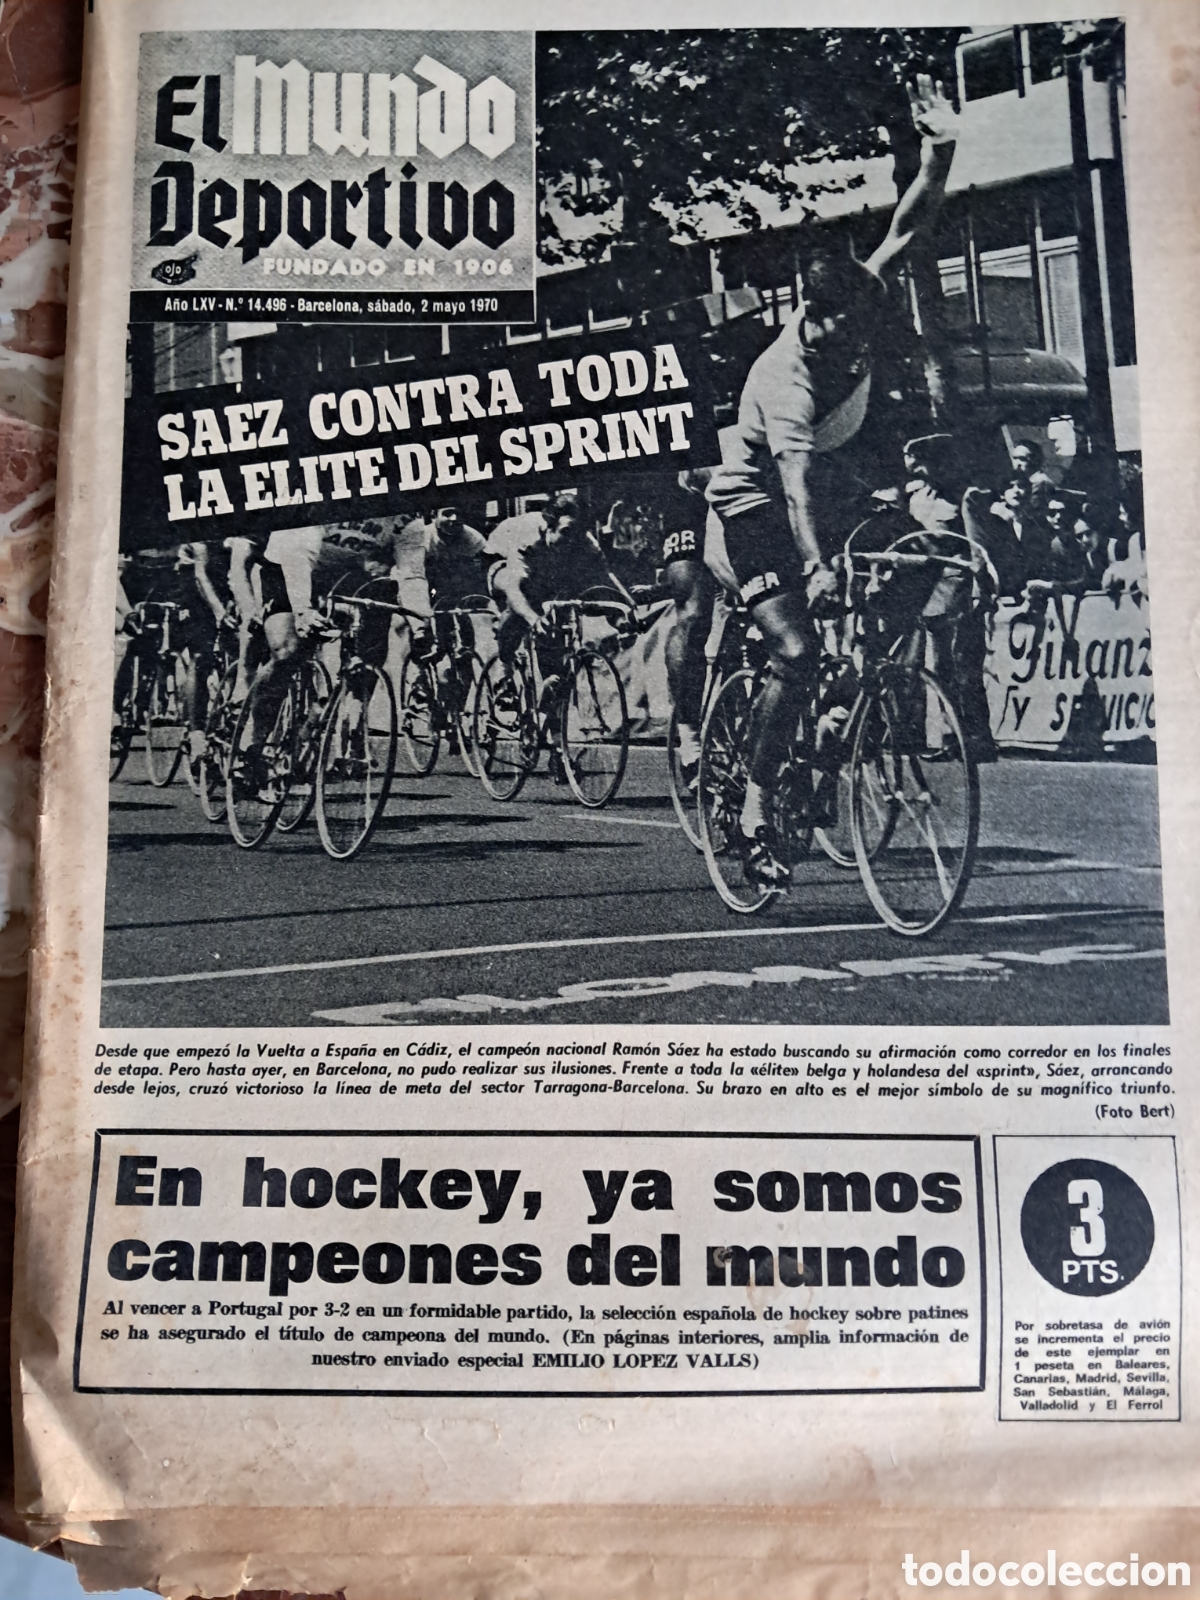 El Mundo
Deportivo
FUNDADO EN 1906
Año LXV - N.º 14.496 - Barcelona, sábado, 2 mayo 1970
SAEZ CONTRA TODA
LA ELITE DEL SPRINT
Finanz
Y SERVICIO
Desde que empezó la Vuelta a España en Cádiz, el campeón nacional Ramón Sáez ha estado buscando su afirmación como corredor en los finales
de etapa. Pero hasta ayer, en Barcelona, no pudo realizar sus ilusiones. Frente a toda la «élite» belga y holandesa del «sprint», Sáez, arrancando
desde lejos, cruzó victorioso la línea de meta del sector Tarragona-Barcelona. Su brazo en alto es el mejor símbolo de su magnífico triunfo.
(Foto Bert)
En hockey, ya somos
campeones del mundo
Al vencer a Portugal por 3-2 en un formidable partido, la selección española de hockey sobre patines
se ha asegurado el título de campeona del mundo. (En páginas interiores, amplia información de
nuestro enviado especial EMILIO LOPEZ VALLS)
3
PTS.
Por sobretasa de avión
se incrementa el precio
de este ejemplar en
1 peseta en Baleares,
Canarias, Madrid, Sevilla,
San Sebastián, Málaga,
Valladolid y El Ferrol
todocoleccion